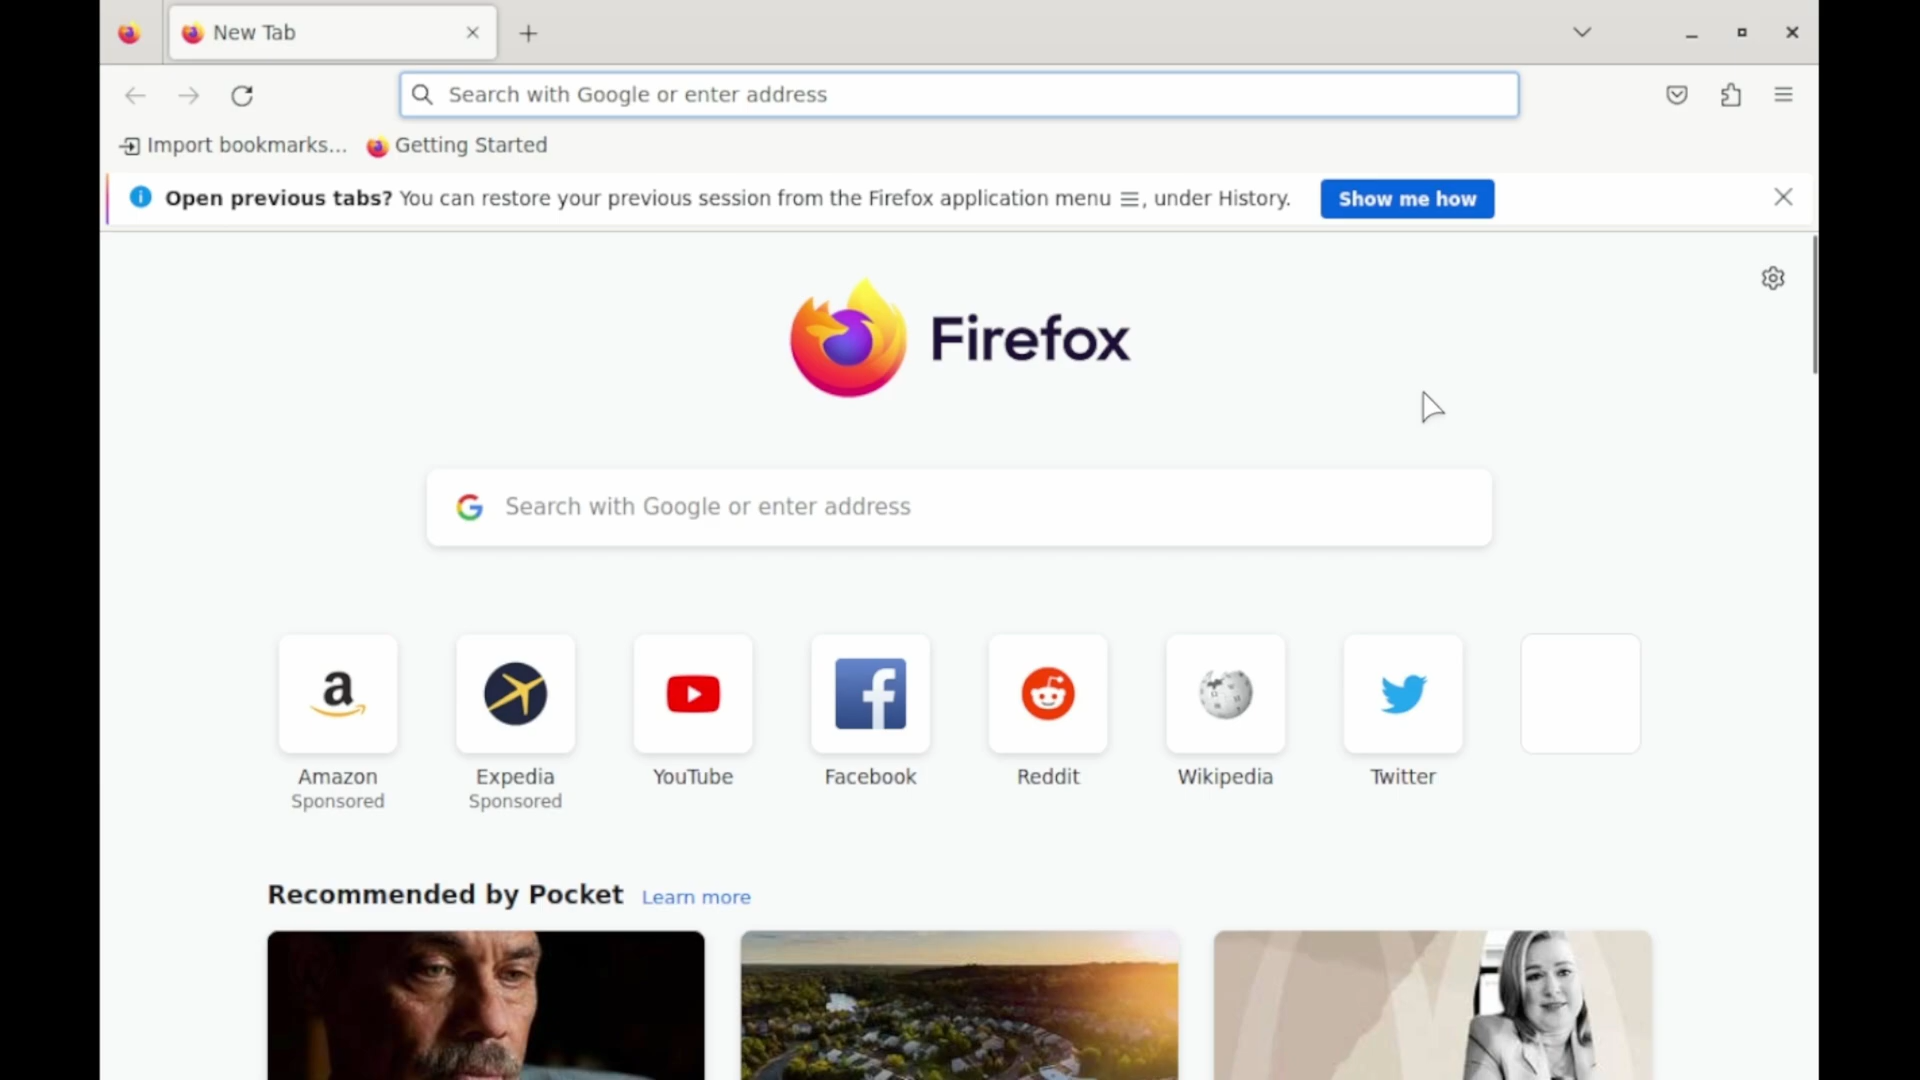 New Tab
Search with Google or enter address
Import bookmarks... Getting Started
Open previous tabs? You can restore your previous session from the Firefox application menu ☰, under History. Show me how
Firefox
Search with Google or enter address
Amazon Expedia YouTube Facebook Reddit Wikipedia Twitter
Sponsored Sponsored
Recommended by Pocket Learn more